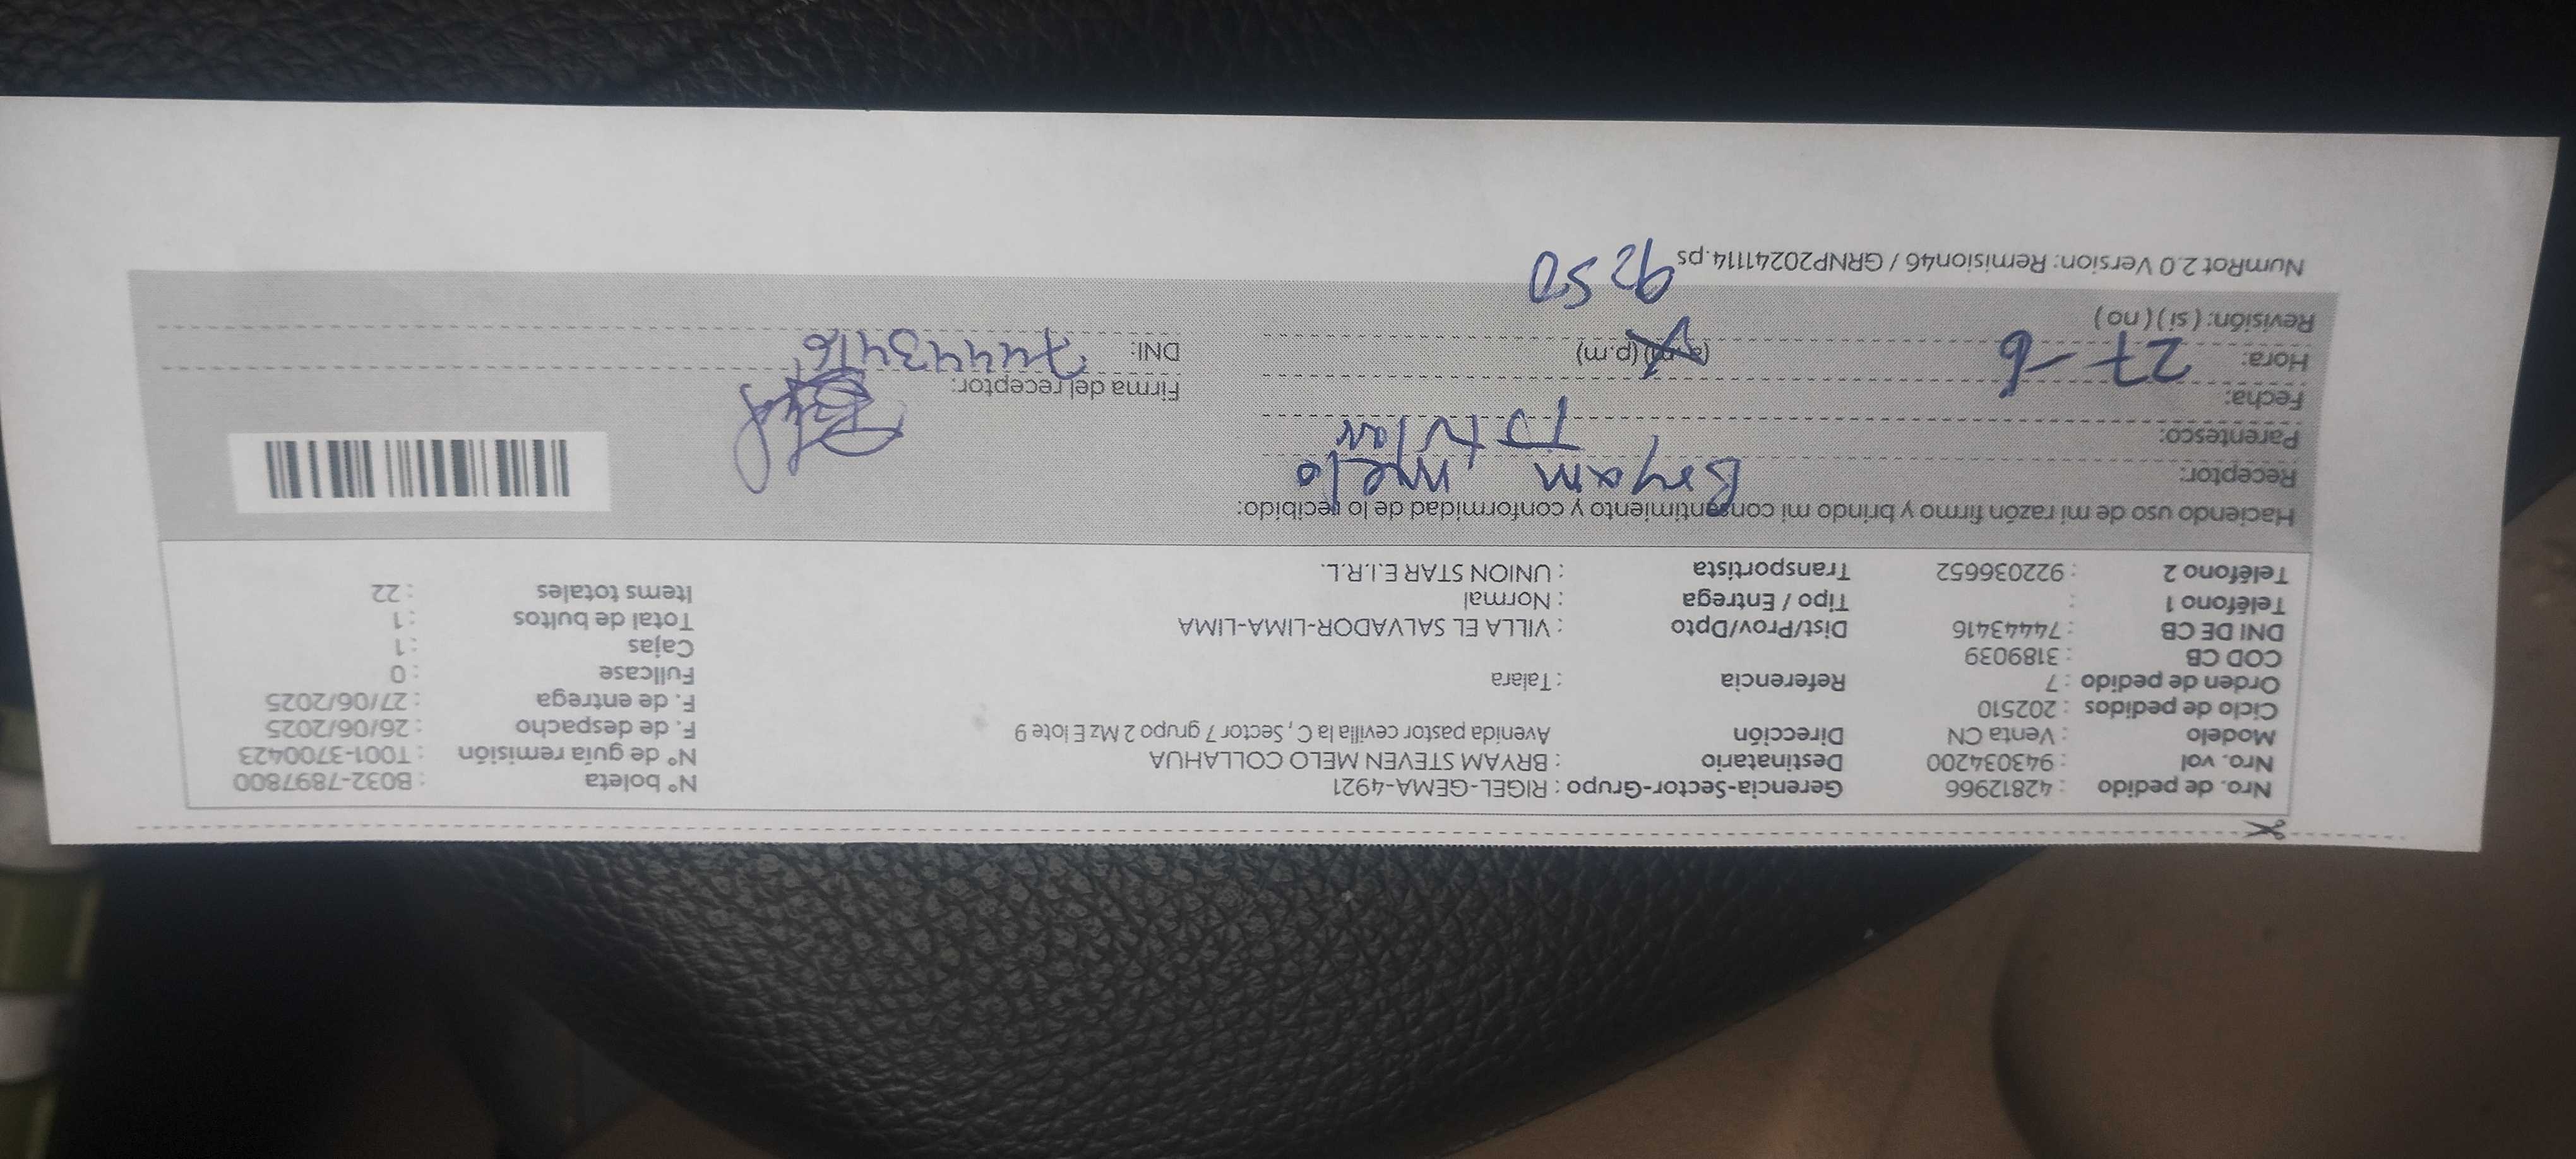 Nro. de pedido : 42812966 Gerencia-Sector-Grupo : RIGEL-GEMA-4921 N° boleta : B032-7897800
Nro. vol : 943034200 Destinatario : BRYAM STEVEN MELO COLLAHUA N° de guía remisión : T001-3700423
Modelo : Venta CN Dirección Avenida pastor cevilla la C, Sector 7 grupo 2 Mz E lote 9 F. de despacho : 26/06/2025
Ciclo de pedidos : 202510 F. de entrega : 27/06/2025
Orden de pedido : 7 Referencia : Talara Fullcase : 0
COD CB : 3189039 Cajas : 1
DNI DE CB : 74443416 Dist/Prov/Dpto : VILLA EL SALVADOR-LIMA-LIMA Total de bultos : 1
Teléfono 1 : Tipo / Entrega : Normal Items totales : 22
Teléfono 2 : 922036652 Transportista : UNION STAR E.I.R.L.
Haciendo uso de mi razón firmo y brindo mi consentimiento y conformidad de lo recibido:
Receptor: Bryam melo
Parentesco: Titular
Fecha: 27-6 Firma del receptor:
Hora: (a.m) (p.m) DNI: 74443416
Revisión: ( si ) ( no )
9250
NumRot 2.0 Version: Remision46 / GRNP20241114.ps